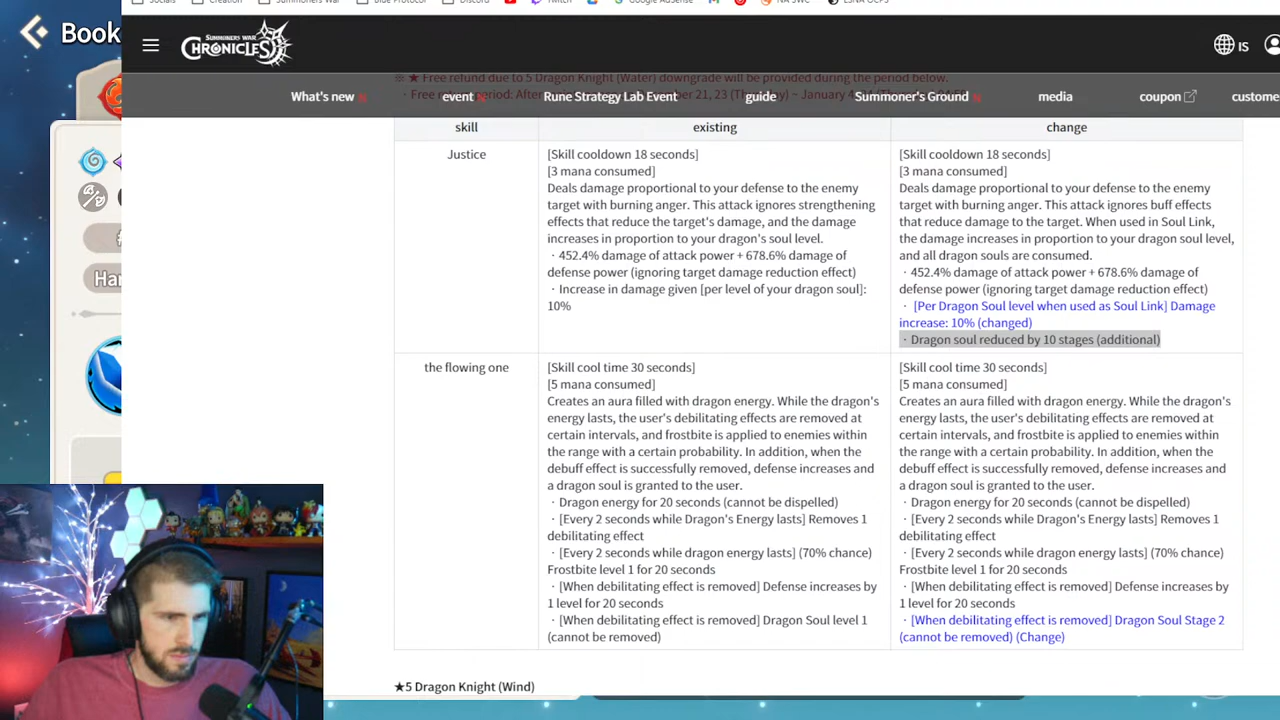 Socials
Creation
Summoners War
Blue Protocol
Discord
Twitch
Google AdSense
Book
SUMMONERS WAR
CHRONICLES
IS
※ ★ Free refund due to 5 Dragon Knight (Water) downgrade will be provided during the period below.
What's new
event
Rune Strategy Lab Event
guide
Summoner's Ground
media
coupon
custome
skill
existing
change
Justice
[Skill cooldown 18 seconds]
[3 mana consumed]
Deals damage proportional to your defense to the enemy
target with burning anger. This attack ignores strengthening
effects that reduce the target's damage, and the damage
increases in proportion to your dragon's soul level.
· 452.4% damage of attack power + 678.6% damage of
defense power (ignoring target damage reduction effect)
· Increase in damage given [per level of your dragon soul]:
10%
[Skill cooldown 18 seconds]
[3 mana consumed]
Deals damage proportional to your defense to the enemy
target with burning anger. This attack ignores buff effects
that reduce damage to the target. When used in Soul Link,
the damage increases in proportion to your dragon soul level,
and all dragon souls are consumed.
· 452.4% damage of attack power + 678.6% damage of
defense power (ignoring target damage reduction effect)
· [Per Dragon Soul level when used as Soul Link] Damage
increase: 10% (changed)
· Dragon soul reduced by 10 stages (additional)
Har
the flowing one
[Skill cool time 30 seconds]
[5 mana consumed]
Creates an aura filled with dragon energy. While the dragon's
energy lasts, the user's debilitating effects are removed at
certain intervals, and frostbite is applied to enemies within
the range with a certain probability. In addition, when the
debuff effect is successfully removed, defense increases and
a dragon soul is granted to the user.
· Dragon energy for 20 seconds (cannot be dispelled)
· [Every 2 seconds while Dragon's Energy lasts] Removes 1
debilitating effect
· [Every 2 seconds while dragon energy lasts] (70% chance)
Frostbite level 1 for 20 seconds
· [When debilitating effect is removed] Defense increases by
1 level for 20 seconds
· [When debilitating effect is removed] Dragon Soul level 1
(cannot be removed)
[Skill cool time 30 seconds]
[5 mana consumed]
Creates an aura filled with dragon energy. While the dragon's
energy lasts, the user's debilitating effects are removed at
certain intervals, and frostbite is applied to enemies within
the range with a certain probability. In addition, when the
debuff effect is successfully removed, defense increases and
a dragon soul is granted to the user.
· Dragon energy for 20 seconds (cannot be dispelled)
· [Every 2 seconds while Dragon's Energy lasts] Removes 1
debilitating effect
· [Every 2 seconds while dragon energy lasts] (70% chance)
Frostbite level 1 for 20 seconds
· [When debilitating effect is removed] Defense increases by
1 level for 20 seconds
· [When debilitating effect is removed] Dragon Soul Stage 2
(cannot be removed) (Change)
★5 Dragon Knight (Wind)